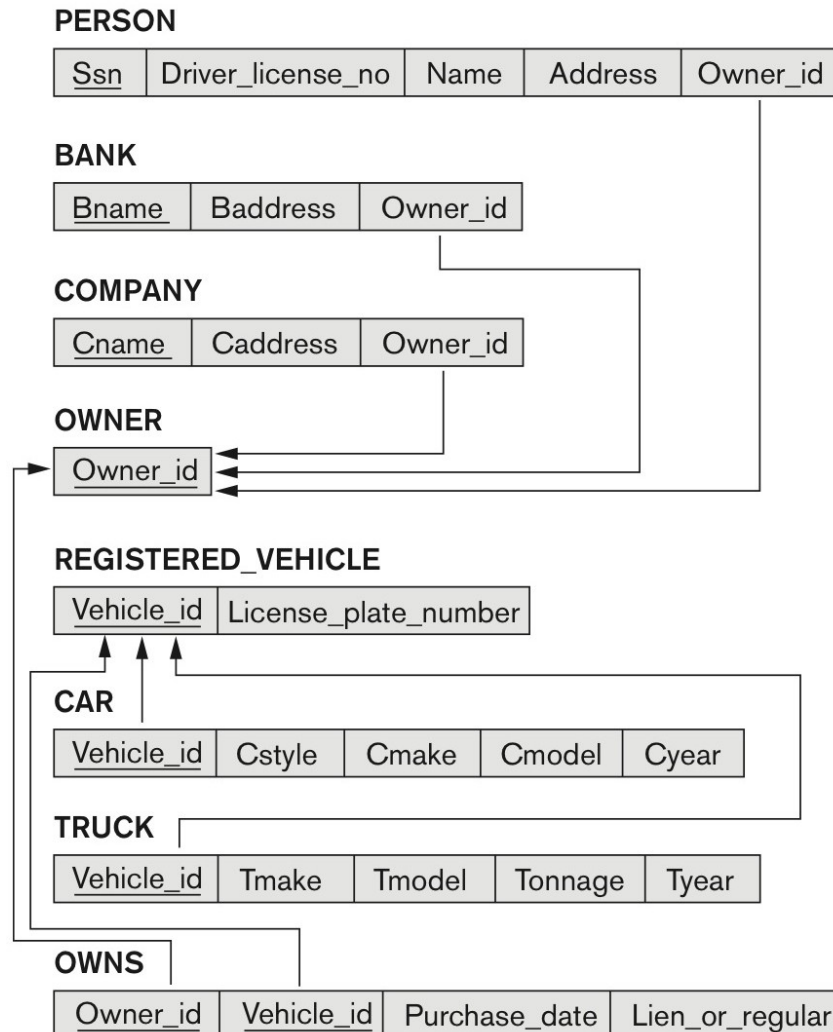 PERSON
Ssn Driver_license_no Name Address Owner_id
BANK
Bname Baddress Owner_id
COMPANY
Cname Caddress Owner_id
OWNER
Owner_id
REGISTERED_VEHICLE
Vehicle_id License_plate_number
CAR
Vehicle_id Cstyle Cmake Cmodel Cyear
TRUCK
Vehicle_id Tmake Tmodel Tonnage Tyear
OWNS
Owner_id Vehicle_id Purchase_date Lien_or_regular